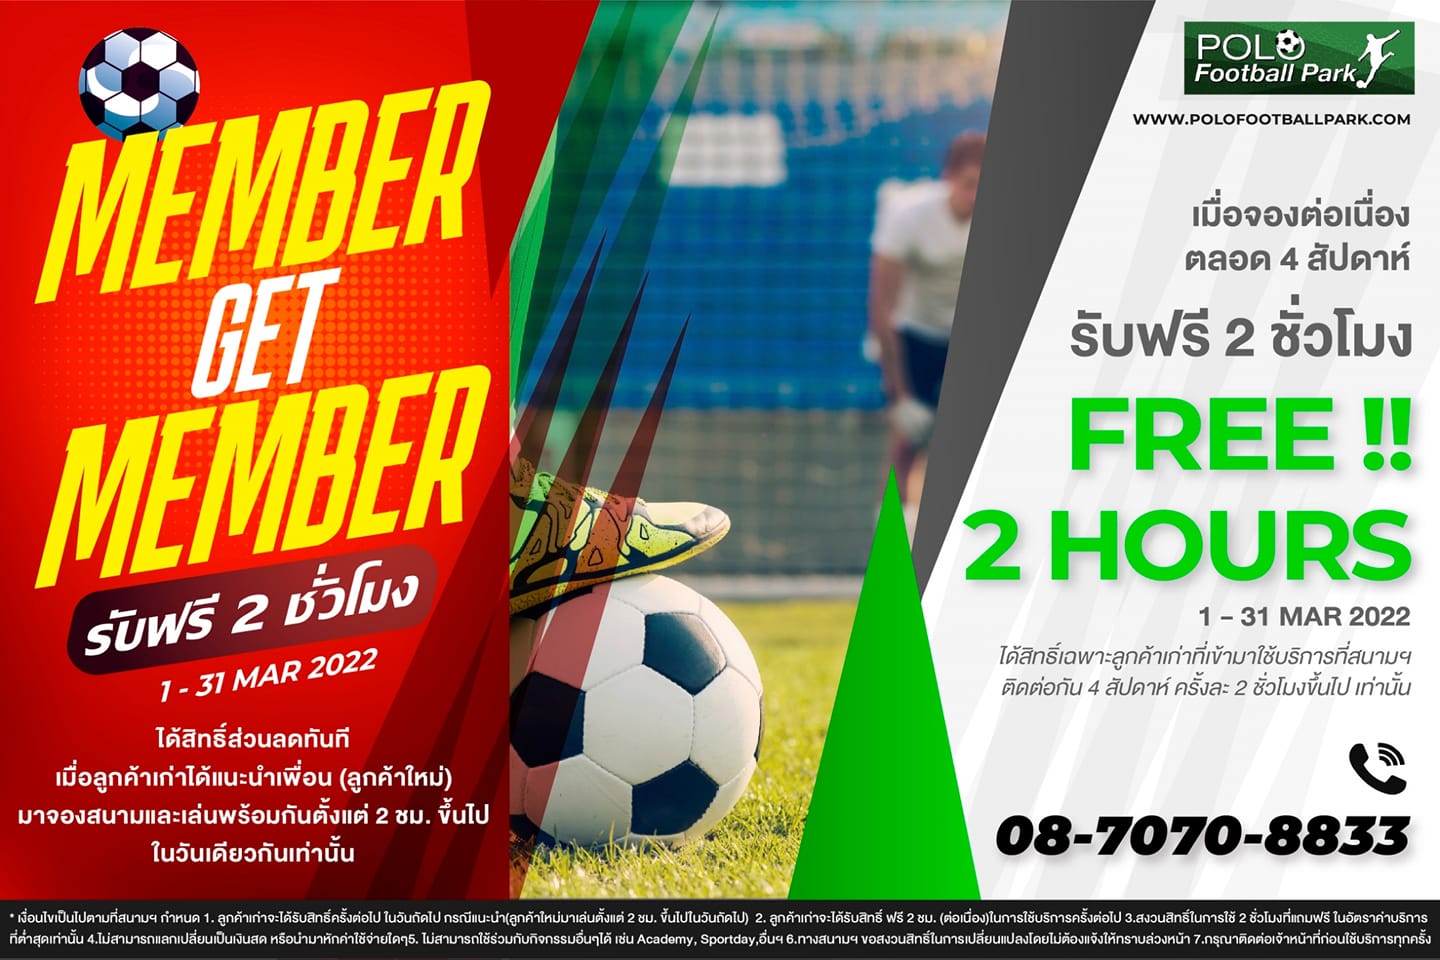 MEMBER
GET
MEMBER
รับฟรี 2 ชั่วโมง
1 - 31 MAR 2022
ได้สิทธิ์ส่วนลดทันที
เมื่อลูกค้าเก่าได้แนะนำเพื่อน (ลูกค้าใหม่)
มาจองสนามและเล่นพร้อมกันตั้งแต่ 2 ชม. ขึ้นไป
ในวันเดียวกันเท่านั้น
POLO
Football Park
WWW.POLOFOOTBALLPARK.COM
เมื่อจองต่อเนื่อง
ตลอด 4 สัปดาห์
รับฟรี 2 ชั่วโมง
FREE !!
2 HOURS
1 - 31 MAR 2022
ได้สิทธิ์เฉพาะลูกค้าเก่าที่เข้ามาใช้บริการที่สนามฯ
ติดต่อกัน 4 สัปดาห์ ครั้งละ 2 ชั่วโมงขึ้นไป เท่านั้น
08-7070-8833
* เงื่อนไขเป็นไปตามที่สนามฯ กำหนด 1. ลูกค้าเก่าจะได้รับสิทธิ์ครั้งต่อไป ในวันถัดไป กรณีแนะนำ(ลูกค้าใหม่มาเล่นตั้งแต่ 2 ชม. ขึ้นไปในวันถัดไป) 2. ลูกค้าเก่าจะได้รับสิทธิ์ ฟรี 2 ชม. (ต่อเนื่อง)ในการใช้บริการครั้งต่อไป 3.สงวนสิทธิ์ในการใช้ 2 ชั่วโมงที่แถมฟรี ในอัตราค่าบริการ
ที่ต่ำสุดเท่านั้น 4.ไม่สามารถแลกเปลี่ยนเป็นเงินสด หรือนำมาหักค่าใช้จ่ายใดๆ5. ไม่สามารถใช้ร่วมกับกิจกรรมอื่นๆได้ เช่น Academy, Sportday,อื่นๆ 6.ทางสนามฯ ขอสงวนสิทธิ์ในการเปลี่ยนแปลงโดยไม่ต้องแจ้งให้ทราบล่วงหน้า 7.กรุณาติดต่อเจ้าหน้าที่ก่อนใช้บริการทุกครั้ง